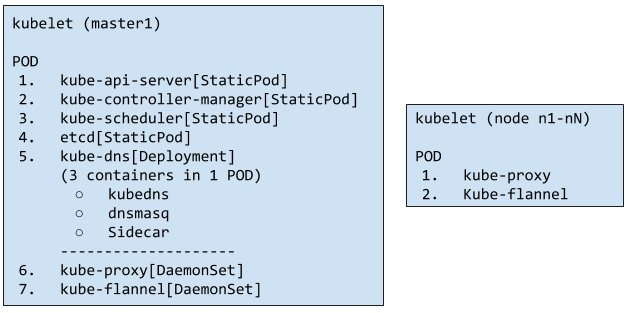 kubelet (master1)
POD
1. kube-api-server[StaticPod]
2. kube-controller-manager[StaticPod]
3. kube-scheduler[StaticPod]
4. etcd[StaticPod]
5. kube-dns[Deployment]
(3 containers in 1 POD)
○ kubedns
○ dnsmasq
○ Sidecar
--------------------
6. kube-proxy[DaemonSet]
7. kube-flannel[DaemonSet]
kubelet (node n1-nN)
POD
1. kube-proxy
2. Kube-flannel